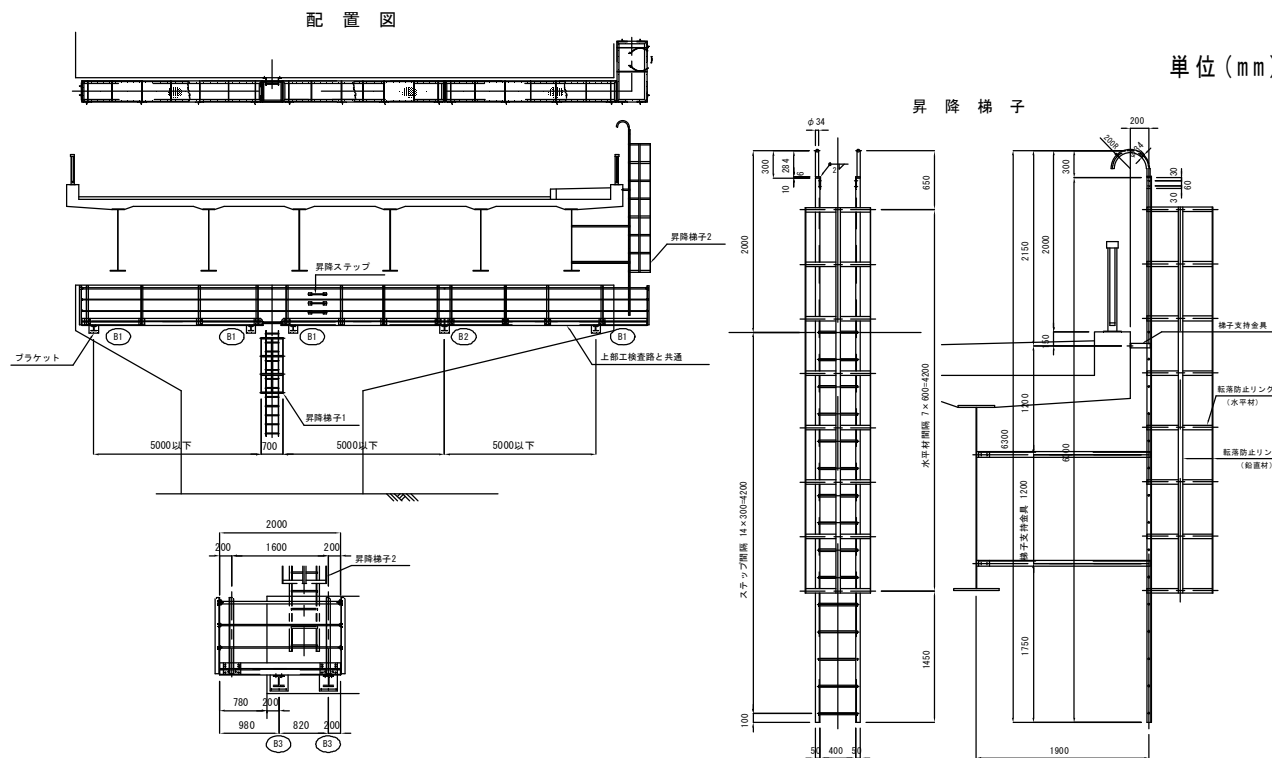 配 置 図
単位(mm)
昇 降 梯 子
昇降梯子2
昇降ステップ
B1
B1
B1
B2
B1
ブラケット
上部工検査路と共通
昇降梯子1
5000以下
700
5000以下
5000以下
2000
200
1600
200
昇降梯子2
780
200
980
820
200
B3
B3
φ34
300
284
6
10
2
650
2000
水平材間隔 7×600=4200
ステップ間隔 14×300=4200
1450
100
50
400
50
200
200R
300
30
60
30
2150
2000
150
梯子支持金具
1200
6300
転落防止リング
(水平材)
転落防止リン
(鉛直材)
梯子支持金具 1200
1750
1900